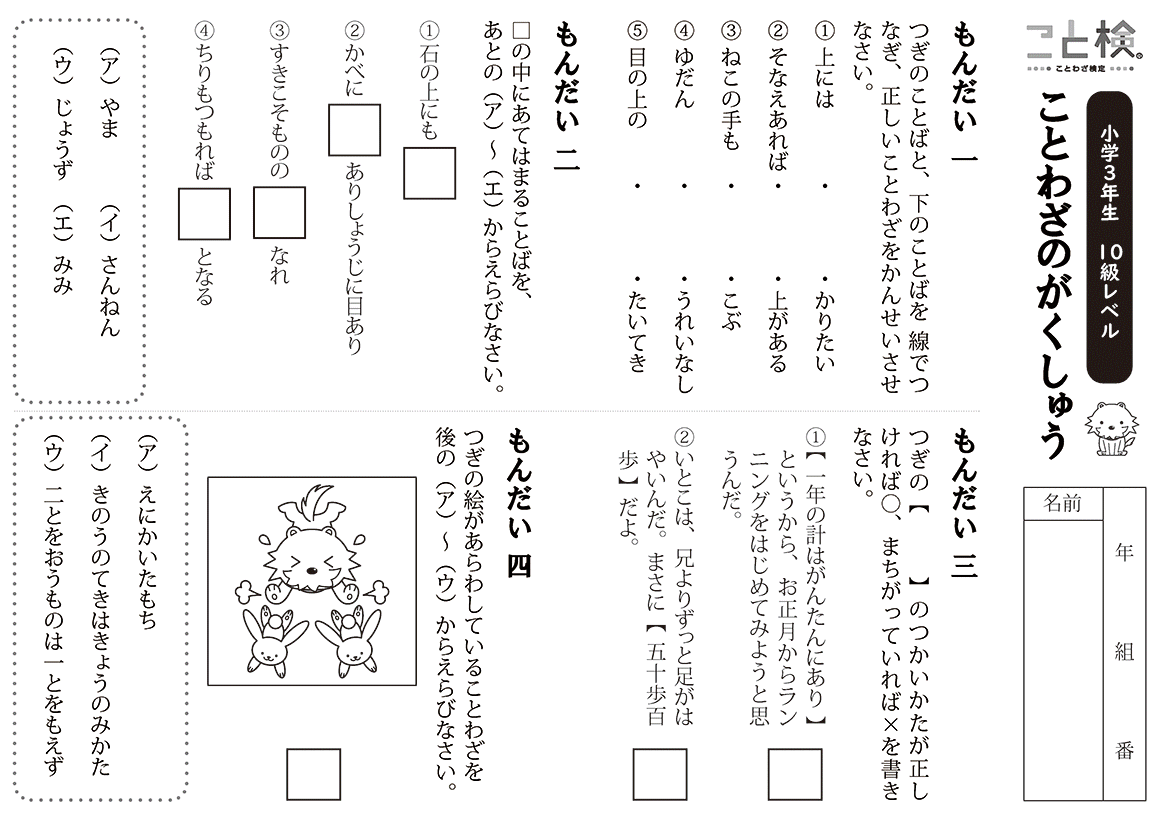 こと検。
ことわざ検定
小学3年生　10級レベル
ことわざのがくしゅう
年　組　番
名前
もんだい 一
つぎのことばと、下のことばを 線でつ
なぎ、正しいことわざをかんせいさせ
なさい。
①上には　・　・かりたい
②そなえあれば　・　・上がある
③ねこの手も　・　・こぶ
④ゆだん　・　・うれいなし
⑤目の上の　・　・たいてき
もんだい 二
□の中にあてはまることばを、
あとの（ア）～（エ）からえらびなさい。
①石の上にも□
②かべに□ありしょうじに目あり
③すきこそものの□なれ
④ちりもつもれば□となる
（ア）やま　（イ）さんねん
（ウ）じょうず　（エ）みみ
もんだい 三
つぎの【　　】のつかいかたが正し
ければ○、まちがっていれば×を書き
なさい。
①【一年の計はがんたんにあり】
というから、お正月からラン
ニングをはじめてみようと思
うんだ。
②いとこは、兄よりずっと足がは
やいんだ。まさに【五十歩百
歩】だよ。
もんだい 四
つぎの絵があらわしていることわざを
後の（ア）～（ウ）からえらびなさい。
（ア）えにかいたもち
（イ）きのうのてきはきょうのみかた
（ウ）二とをおうものは一とをもえず